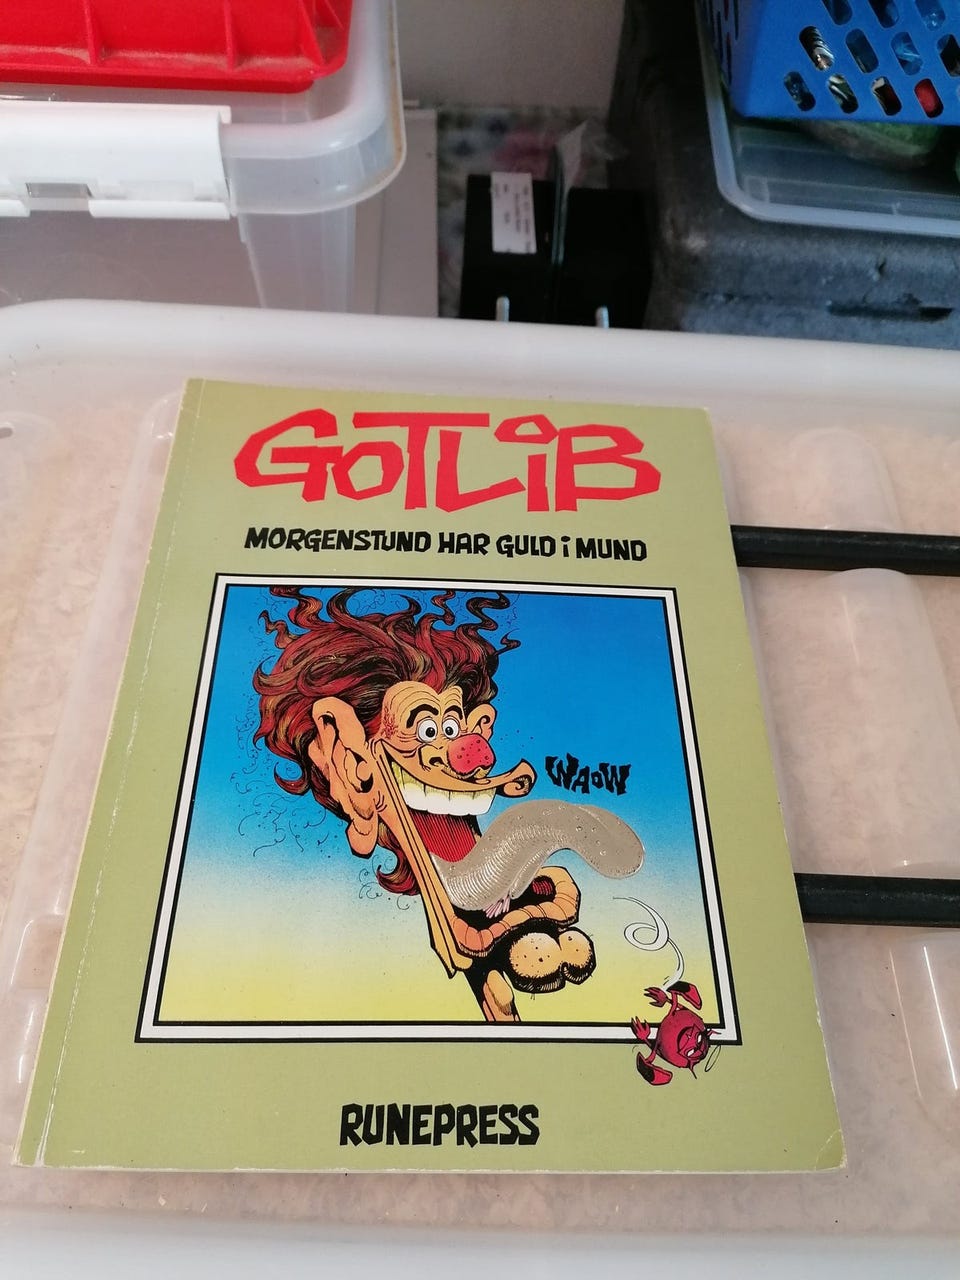 GOTLiB
MORGENSTUND HAR GULD i MUND
WAOW
RUNEPRESS